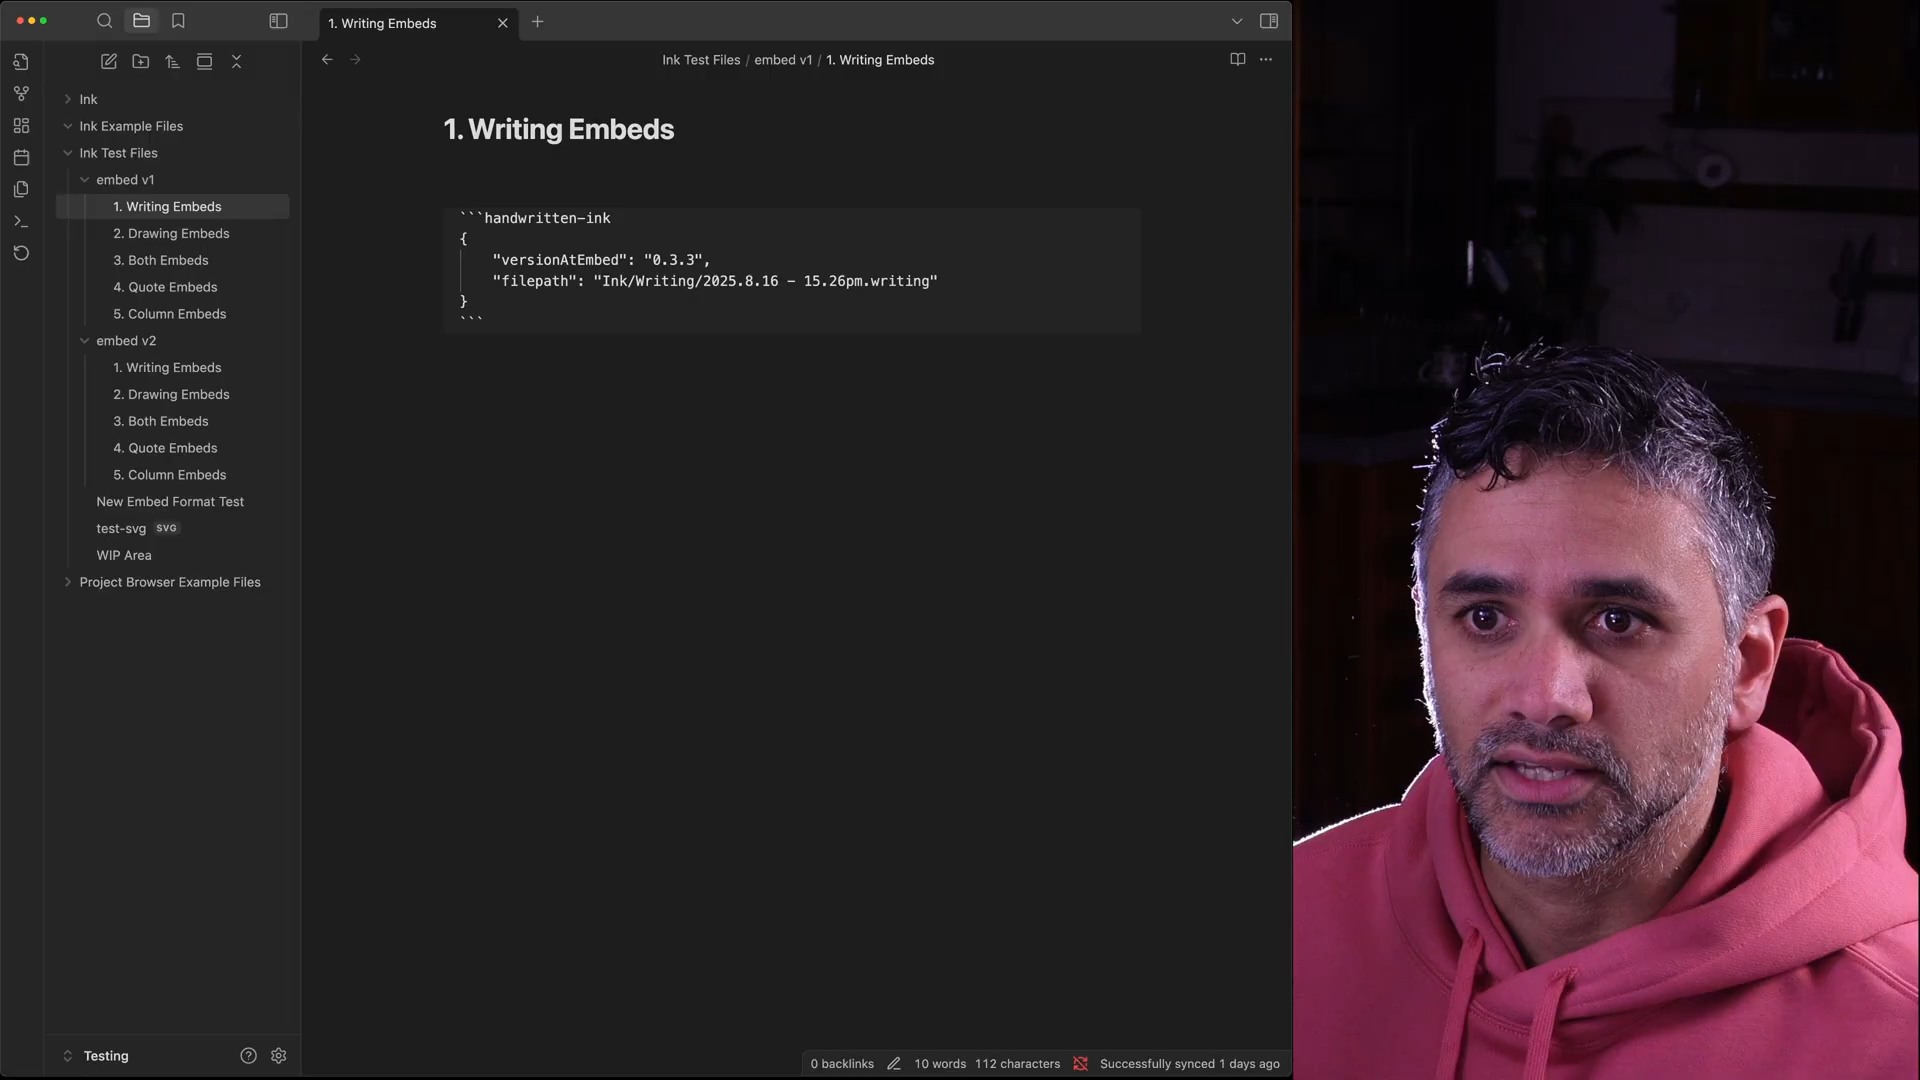 1. Writing Embeds
Ink Test Files / embed v1 / 1. Writing Embeds
Ink
Ink Example Files
Ink Test Files
embed v1
1. Writing Embeds
2. Drawing Embeds
3. Both Embeds
4. Quote Embeds
5. Column Embeds
embed v2
1. Writing Embeds
2. Drawing Embeds
3. Both Embeds
4. Quote Embeds
5. Column Embeds
New Embed Format Test
test-svg SVG
WIP Area
Project Browser Example Files
Testing
1. Writing Embeds
```handwritten-ink
{
"versionAtEmbed": "0.3.3",
"filepath": "Ink/Writing/2025.8.16 - 15.26pm.writing"
}
```
0 backlinks 10 words 112 characters Successfully synced 1 days ago